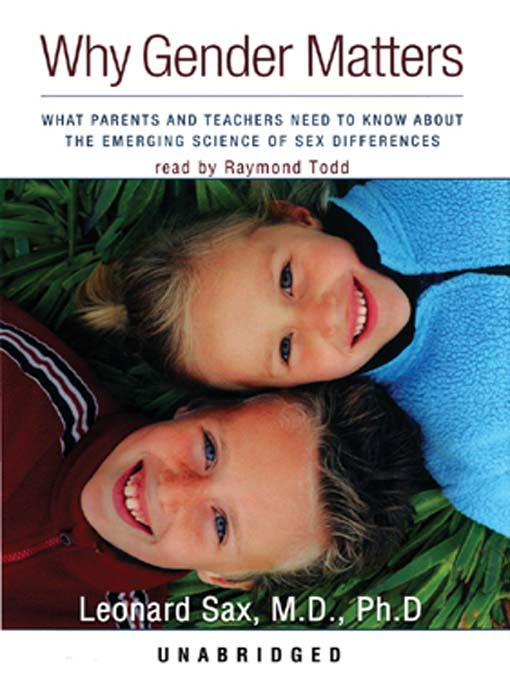 Why Gender Matters
WHAT PARENTS AND TEACHERS NEED TO KNOW ABOUT
THE EMERGING SCIENCE OF SEX DIFFERENCES
read by Raymond Todd
Leonard Sax, M.D., Ph.D
UNABRIDGED